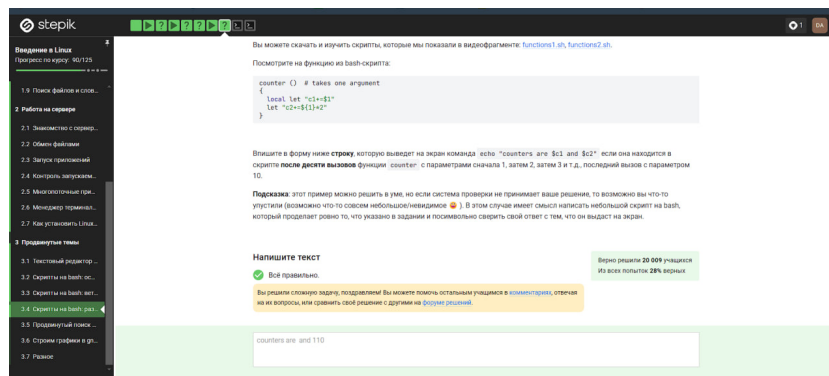 stepik
1
DA
Введение в Linux
Прогресс по курсу: 90/125
1.9 Поиск файлов и слов...
2 Работа на сервере
2.1 Знакомство с сервер...
2.2 Обмен файлами
2.3 Запуск приложений
2.4 Контроль запускаем...
2.5 Многопоточные при...
2.6 Менеджер терминал...
2.7 Как установить Linux...
3 Продвинутые темы
3.1 Текстовый редактор ...
3.2 Скрипты на bash: ос...
3.3 Скрипты на bash: вет...
3.4 Скрипты на bash: раз...
3.5 Продвинутый поиск ...
3.6 Строим графики в gn...
3.7 Разное
Вы можете скачать и изучить скрипты, которые мы показали в видеофрагменте: functions1.sh, functions2.sh.
Посмотрите на функцию из bash-скрипта:
counter () # takes one argument
{
local let "c1+=$1"
let "c2+=${1}*2"
}
Впишите в форму ниже строку, которую выведет на экран команда echo "counters are $c1 and $c2" если она находится в
скрипте после десяти вызовов функции counter с параметрами сначала 1, затем 2, затем 3 и т.д., последний вызов с параметром
10.
Подсказка: этот пример можно решить в уме, но если система проверки не принимает ваше решение, то возможно вы что-то
упустили (возможно что-то совсем небольшое/невидимое 😜 ). В этом случае имеет смысл написать небольшой скрипт на bash,
который проделает ровно то, что указано в задании и посимвольно сверить свой ответ с тем, что он выдаст на экран.
Напишите текст
Всё правильно.
Верно решили 20 009 учащихся
Из всех попыток 28% верных
Вы решили сложную задачу, поздравляем! Вы можете помочь остальным учащимся в комментариях, отвечая
на их вопросы, или сравнить своё решение с другими на форуме решений.
counters are  and 110